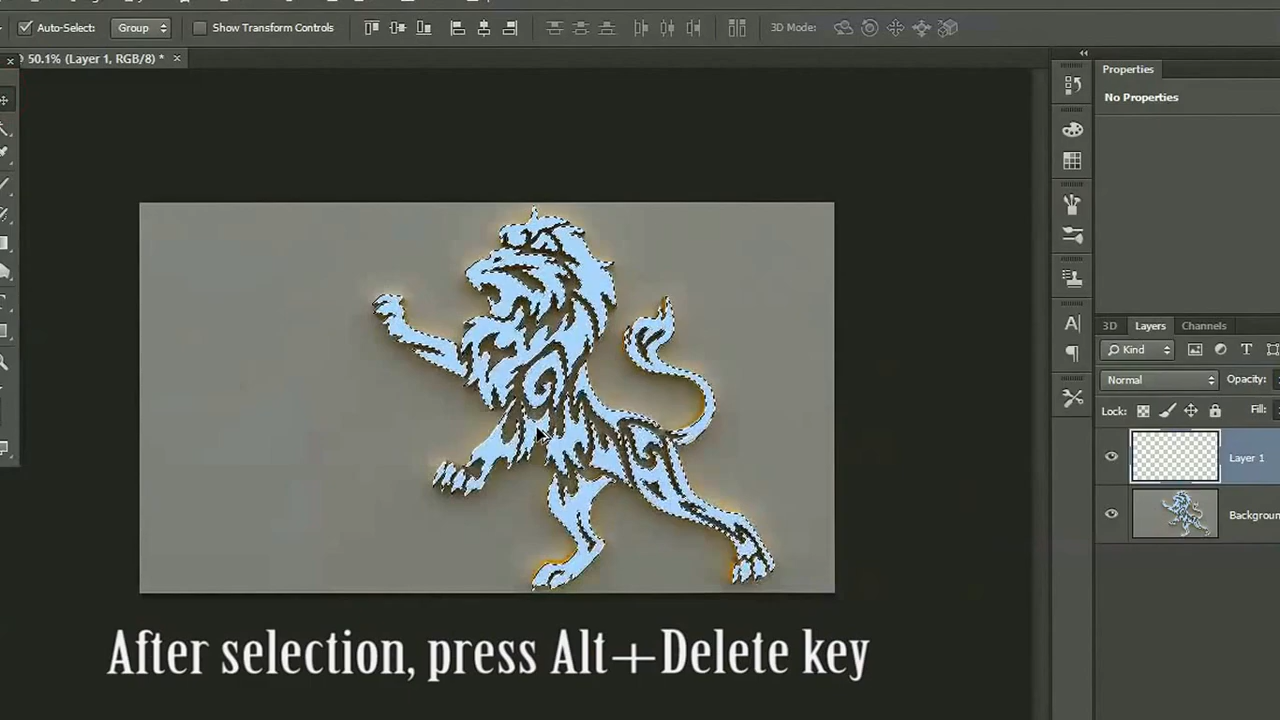 Auto-Select:
Group
Show Transform Controls
3D Mode:
50.1% (Layer 1, RGB/8) *
Properties
No Properties
3D
Layers
Channels
Kind
Normal
Opacity:
Lock:
Fill:
Layer 1
After selection, press Alt+Delete key